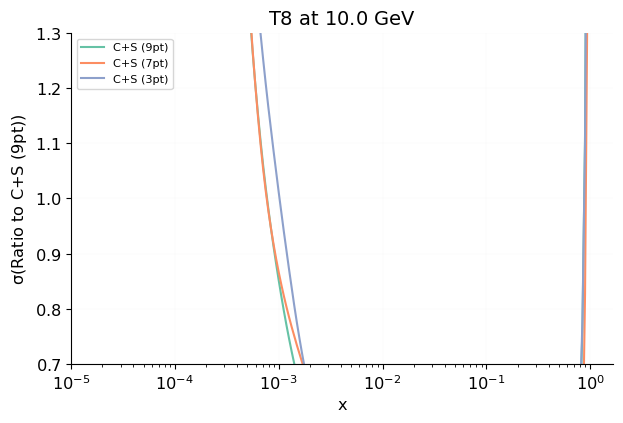 T8 at 10.0 GeV
1.3
1.2
1.1
1.0
0.9
0.8
0.7
σ(Ratio to C+S (9pt))
C+S (9pt)
C+S (7pt)
C+S (3pt)
10⁻⁵ 10⁻⁴ 10⁻³ 10⁻² 10⁻¹ 10⁰
x